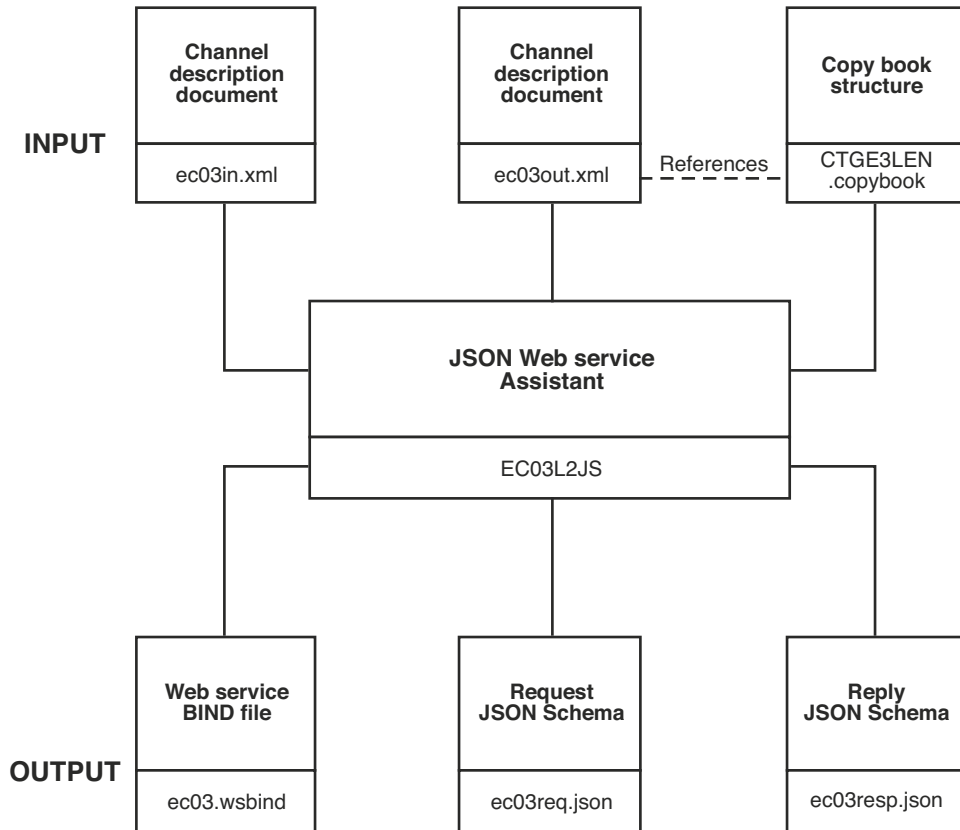 Channel
description
document
Channel
description
document
Copy book
structure
INPUT
ec03in.xml
ec03out.xml
References
CTGE3LEN
.copybook
JSON Web service
Assistant
EC03L2JS
Web service
BIND file
Request
JSON Schema
Reply
JSON Schema
OUTPUT
ec03.wsbind
ec03req.json
ec03resp.json